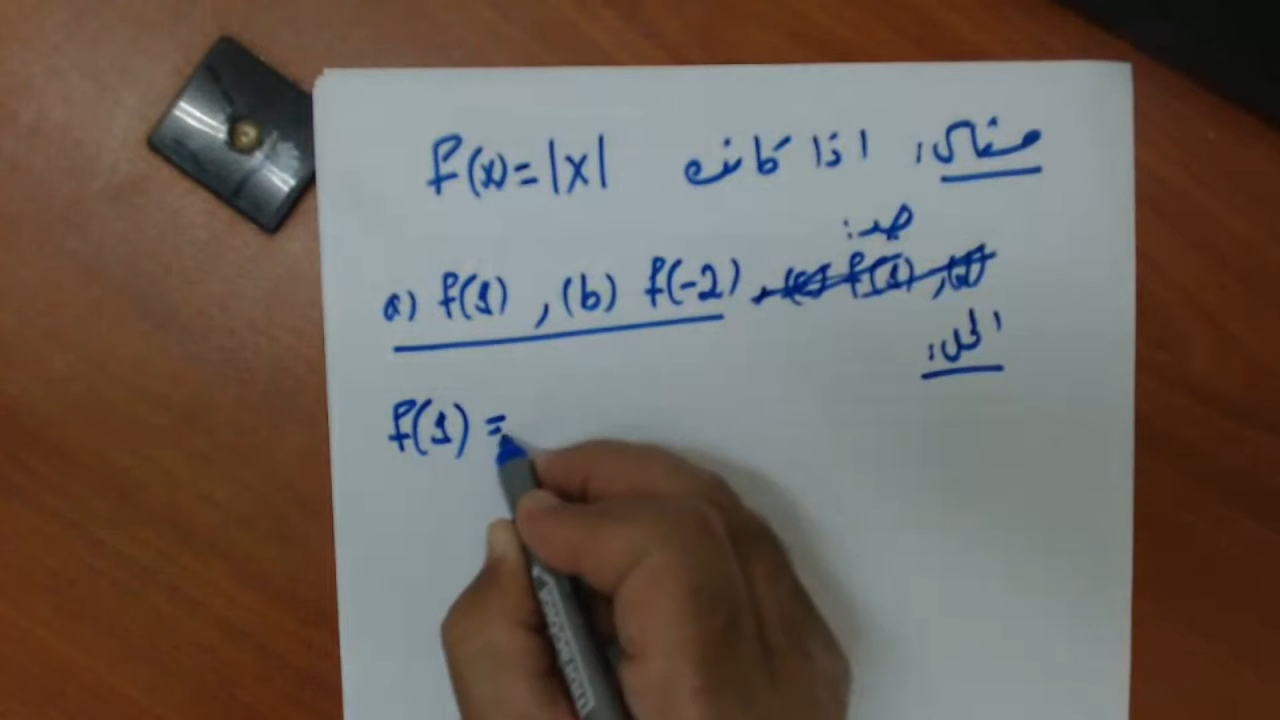 مثال: اذا كانت f(x)=|x|
جد:
a) f(1) , (b) f(-2) ,
الحل:
f(1) =